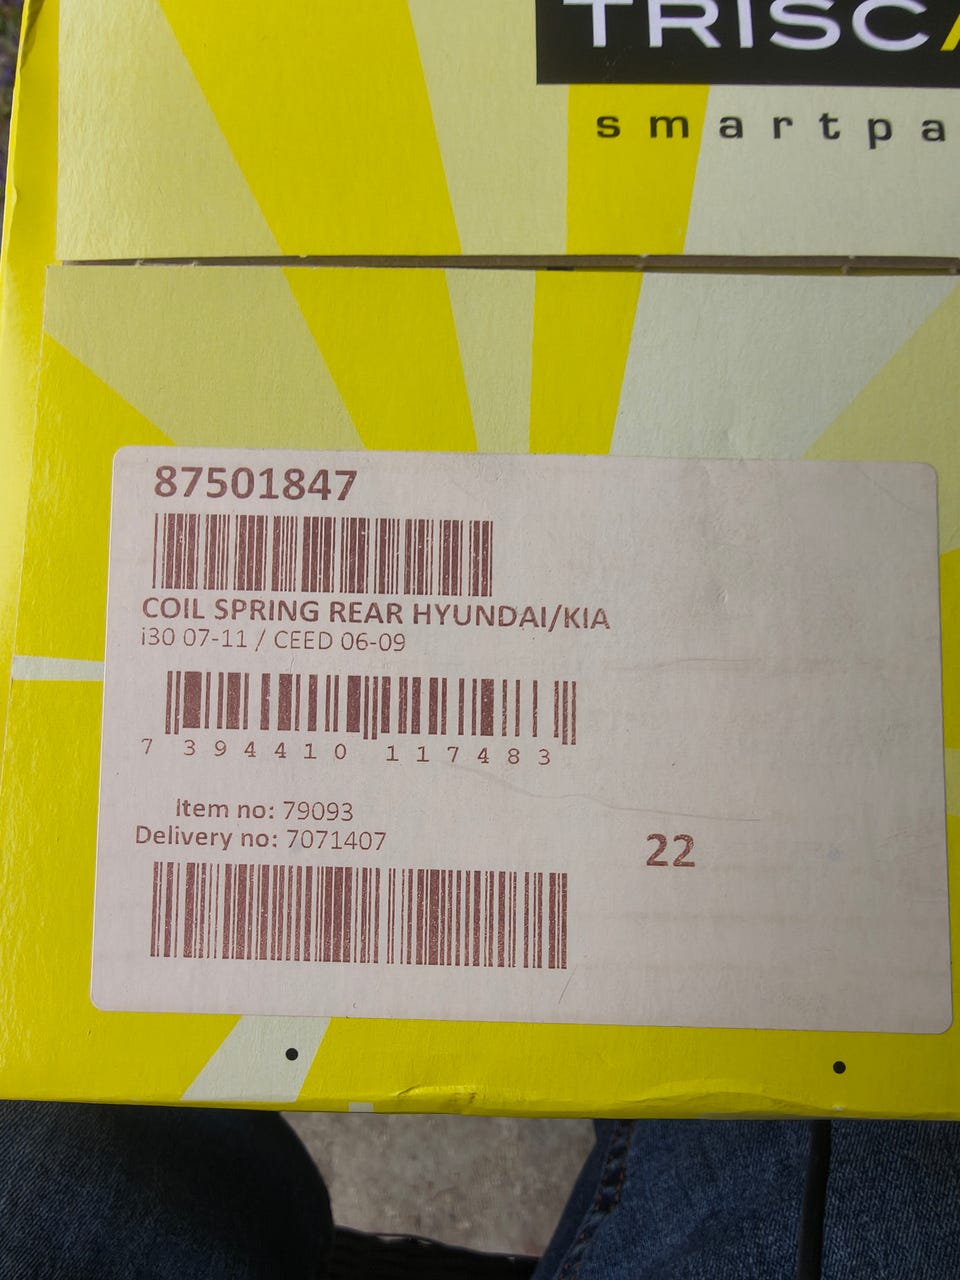 TRISCA
smartpa
87501847
COIL SPRING REAR HYUNDAI/KIA
i30 07-11 / CEED 06-09
7 394410 117483
Item no: 79093
Delivery no: 7071407
22